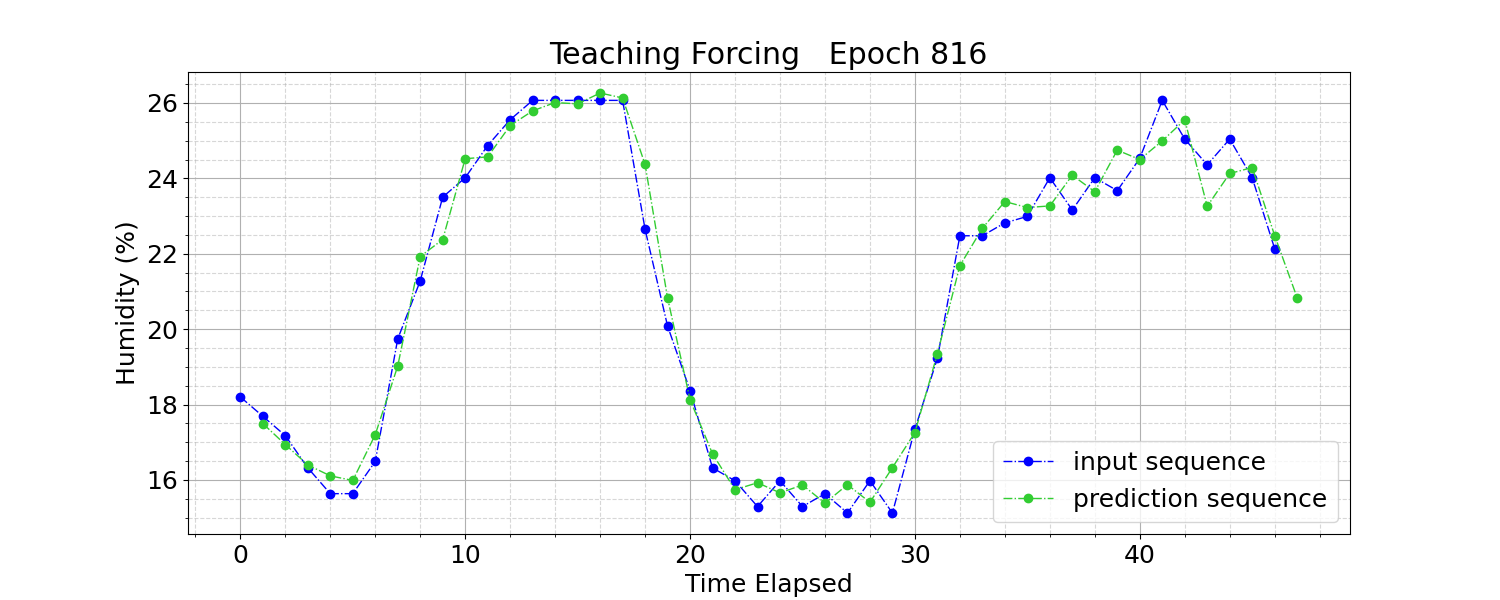 Teaching Forcing   Epoch 816
Humidity (%)
26
24
22
20
18
16
0
10
20
30
40
Time Elapsed
input sequence
prediction sequence